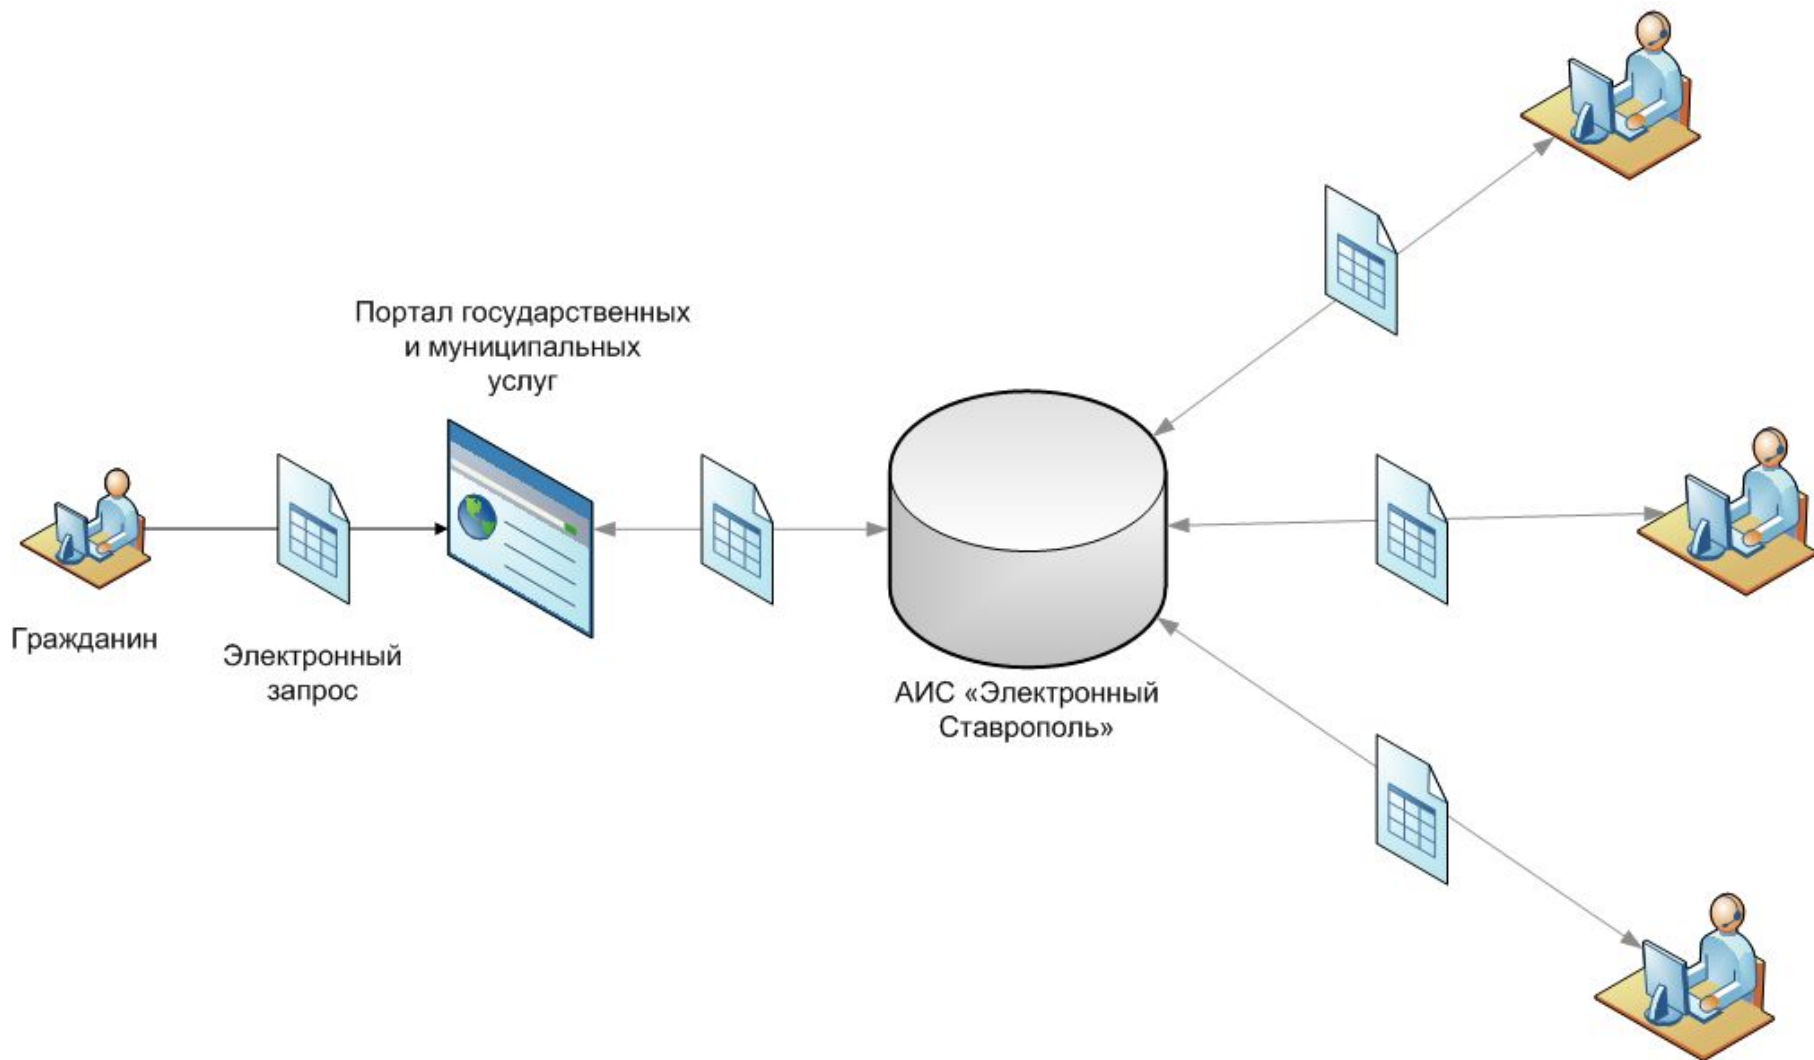 Портал государственных
и муниципальных
услуг
Гражданин
Электронный
запрос
АИС «Электронный
Ставрополь»